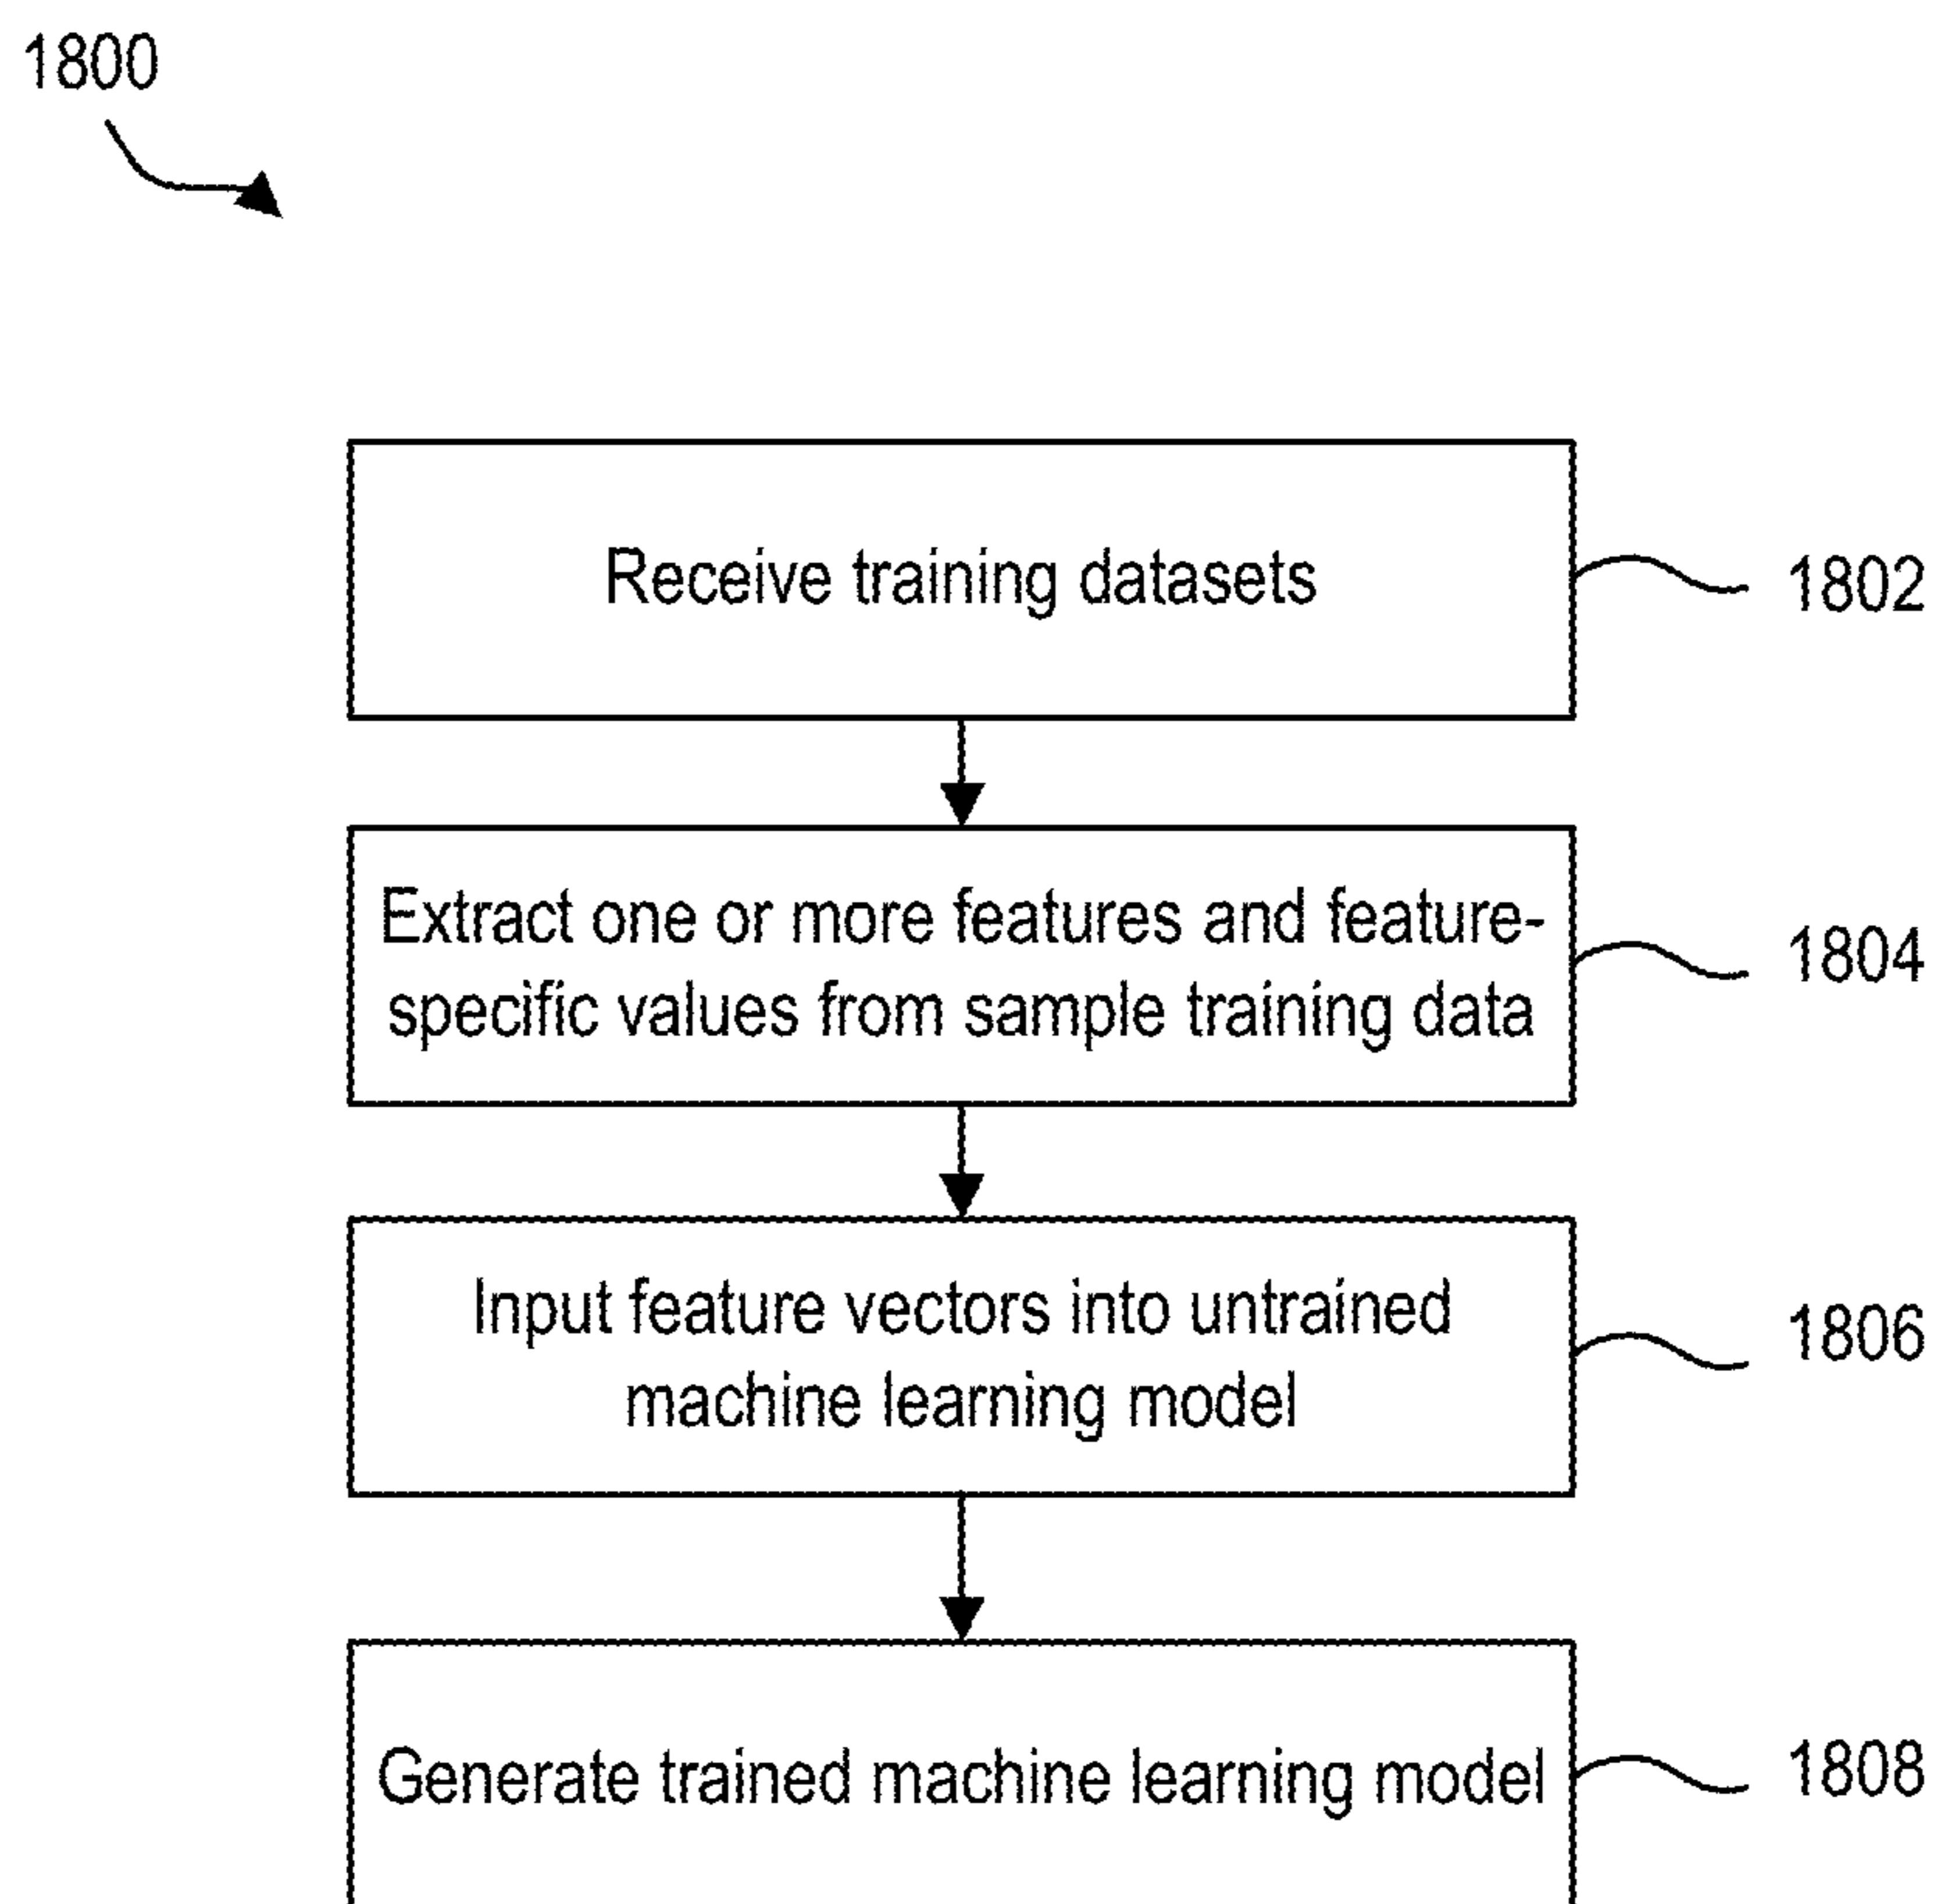 1800
Receive training datasets
1802
Extract one or more features and feature-
specific values from sample training data
1804
Input feature vectors into untrained
machine learning model
1806
Generate trained machine learning model
1808